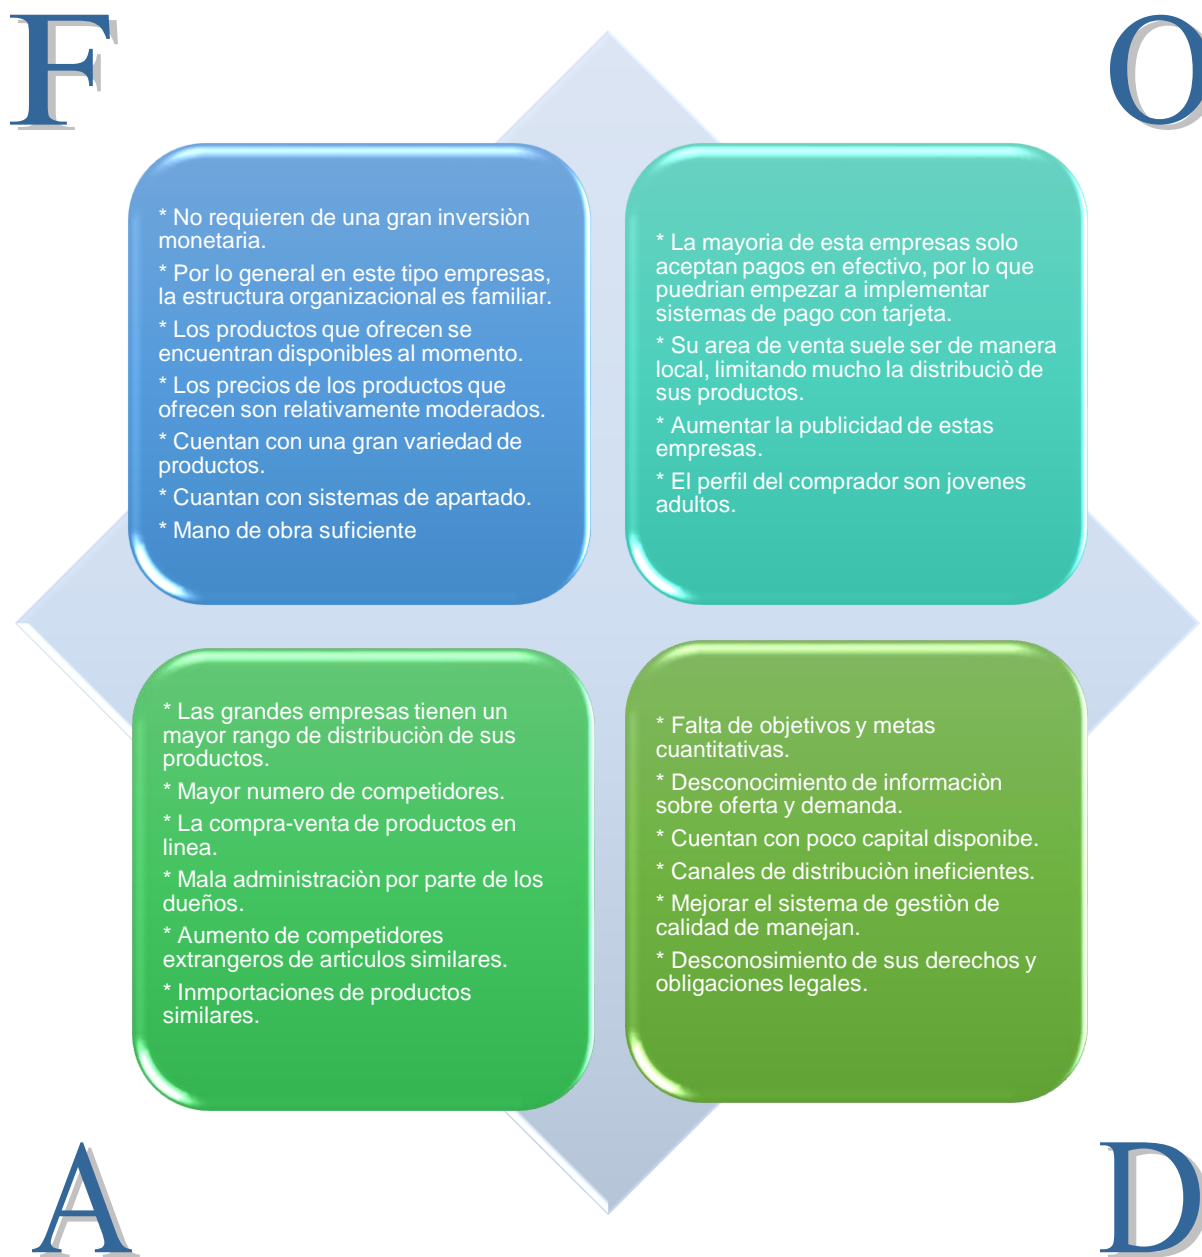 F
O
* No requieren de una gran inversiòn
monetaria.
* Por lo general en este tipo empresas,
la estructura organizacional es familiar.
* Los productos que ofrecen se
encuentran disponibles al momento.
* Los precios de los productos que
ofrecen son relativamente moderados.
* Cuentan con una gran variedad de
productos.
* Cuantan con sistemas de apartado.
* Mano de obra suficiente
* La mayoria de esta empresas solo
aceptan pagos en efectivo, por lo que
puedrian empezar a implementar
sistemas de pago con tarjeta.
* Su area de venta suele ser de manera
local, limitando mucho la distribuciò de
sus productos.
* Aumentar la publicidad de estas
empresas.
* El perfil del comprador son jovenes
adultos.
* Las grandes empresas tienen un
mayor rango de distribuciòn de sus
productos.
* Mayor numero de competidores.
* La compra-venta de productos en
linea.
* Mala administraciòn por parte de los
dueños.
* Aumento de competidores
extrangeros de articulos similares.
* Inmportaciones de productos
similares.
* Falta de objetivos y metas
cuantitativas.
* Desconocimiento de informaciòn
sobre oferta y demanda.
* Cuentan con poco capital disponibe.
* Canales de distribuciòn ineficientes.
* Mejorar el sistema de gestiòn de
calidad de manejan.
* Desconosimiento de sus derechos y
obligaciones legales.
A
D